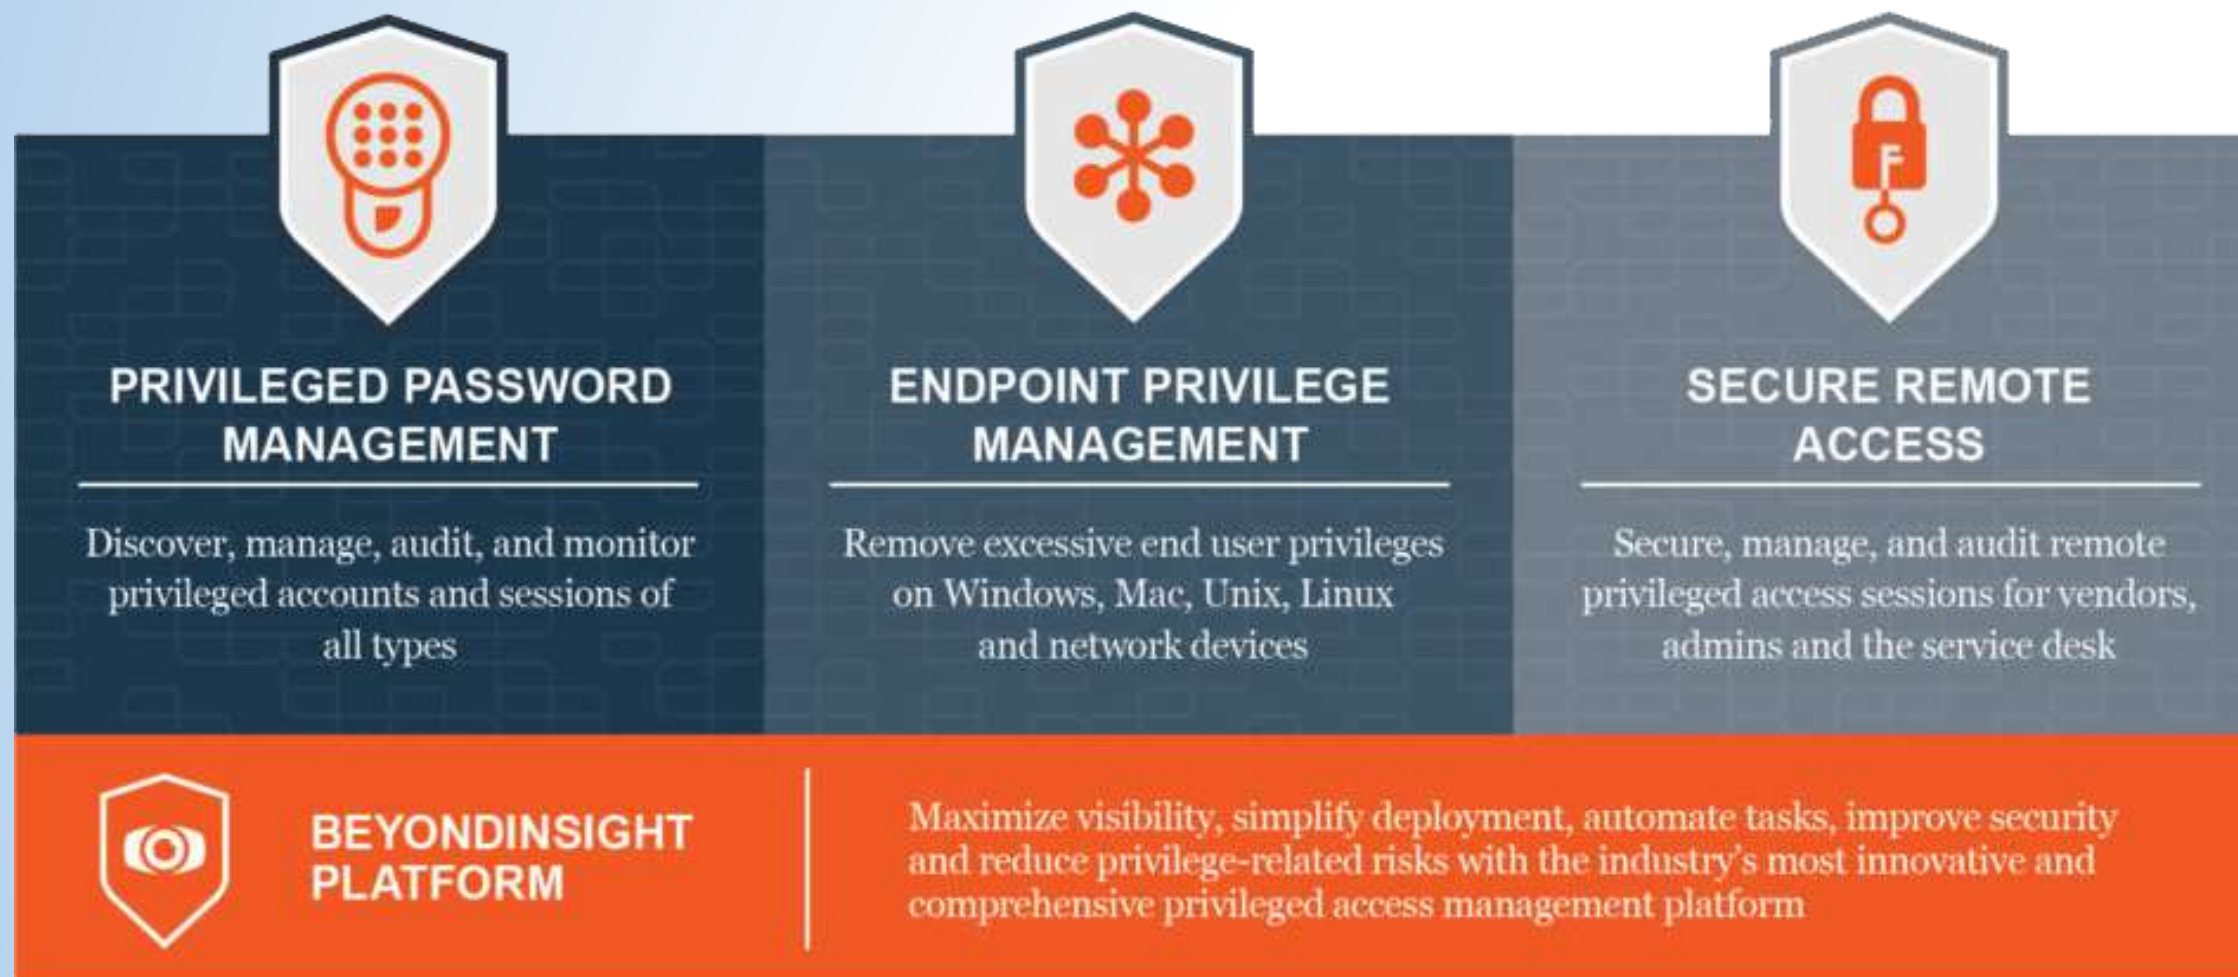 PRIVILEGED PASSWORD
MANAGEMENT
Discover, manage, audit, and monitor
privileged accounts and sessions of
all types
ENDPOINT PRIVILEGE
MANAGEMENT
Remove excessive end user privileges
on Windows, Mac, Unix, Linux
and network devices
SECURE REMOTE
ACCESS
Secure, manage, and audit remote
privileged access sessions for vendors,
admins and the service desk
BEYONDINSIGHT
PLATFORM
Maximize visibility, simplify deployment, automate tasks, improve security
and reduce privilege-related risks with the industry’s most innovative and
comprehensive privileged access management platform